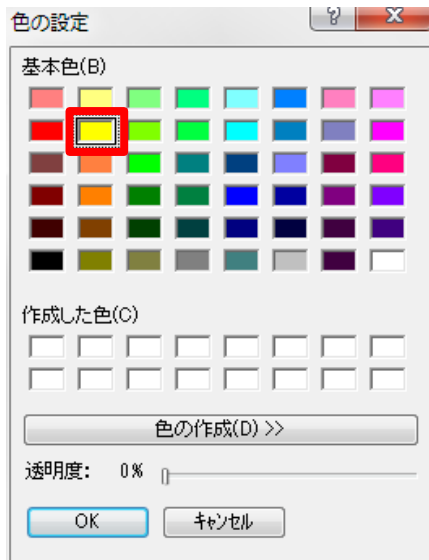 色の設定
基本色(B)
作成した色(C)
色の作成(D) >>
透明度: 0%
OK キャンセル